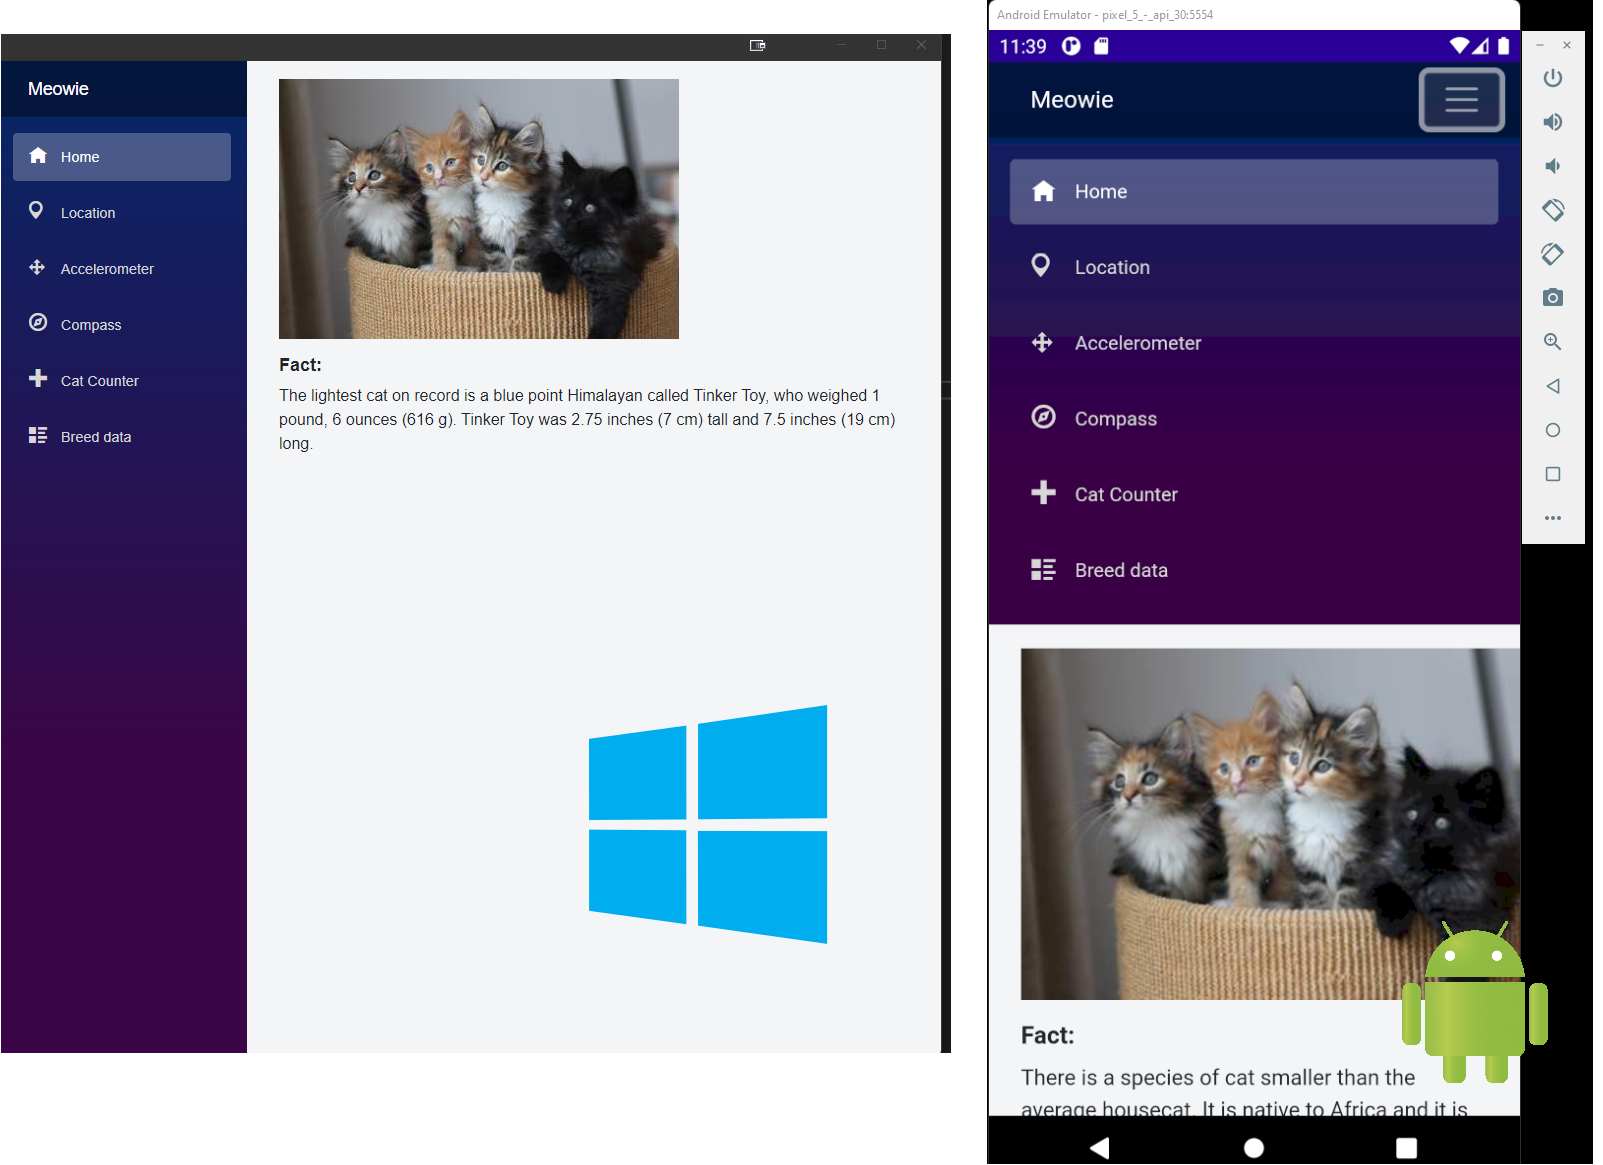 Meowie
Home
Location
Accelerometer
Compass
Cat Counter
Breed data
Fact:
The lightest cat on record is a blue point Himalayan called Tinker Toy, who weighed 1
pound, 6 ounces (616 g). Tinker Toy was 2.75 inches (7 cm) tall and 7.5 inches (19 cm)
long.
Android Emulator - pixel_5_-_api_30:5554
11:39
Meowie
Home
Location
Accelerometer
Compass
Cat Counter
Breed data
Fact:
There is a species of cat smaller than the
average housecat. It is native to Africa and it is